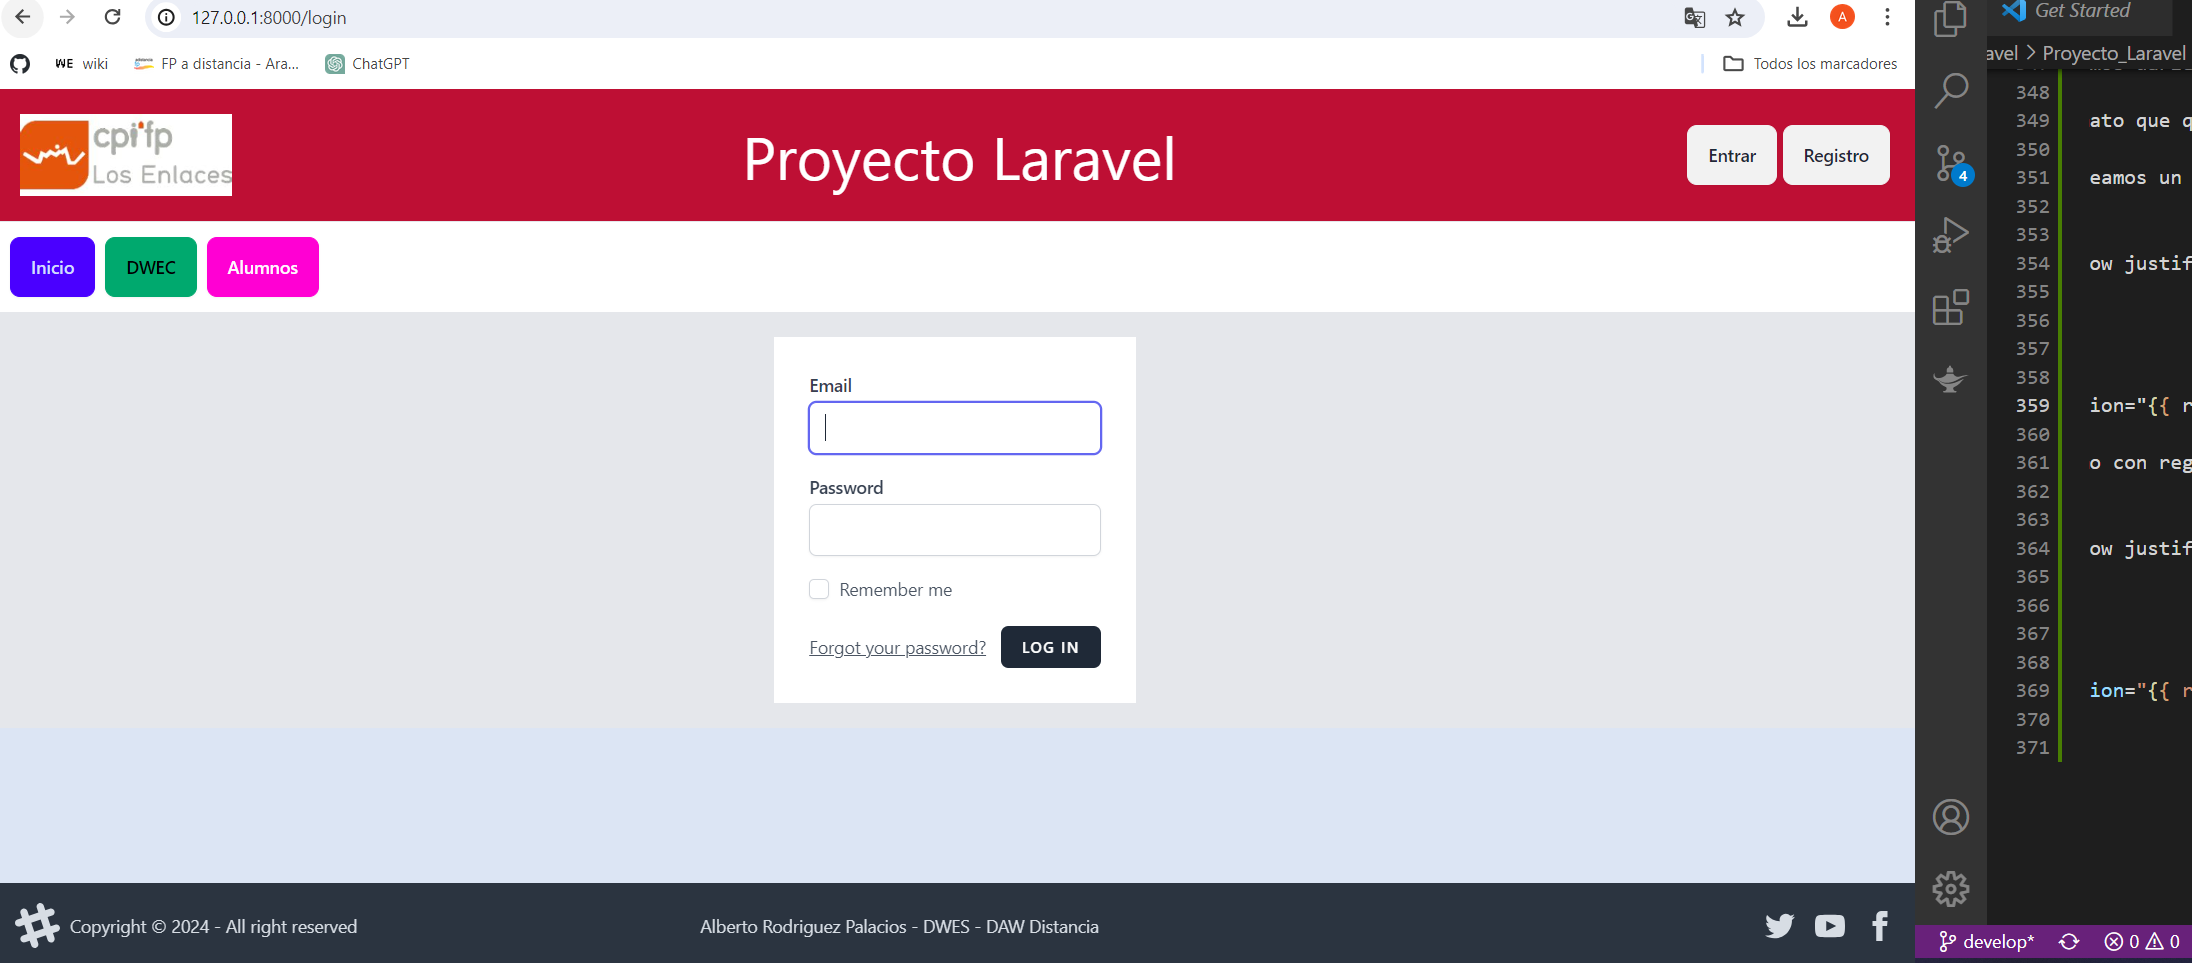 127.0.0.1:8000/login
A
wiki
FP a distancia - Ara...
ChatGPT
Todos los marcadores
cpifp
Los Enlaces
Proyecto Laravel
Entrar
Registro
Inicio
DWEC
Alumnos
Email
Password
Remember me
Forgot your password?
LOG IN
Copyright © 2024 - All right reserved
Alberto Rodriguez Palacios - DWES - DAW Distancia
Get Started
avel > Proyecto_Laravel
348
349 ato que q
350
351 eamos un
352
353
354 ow justif
355
356
357
358
359 ion="{{ r
360
361 o con reg
362
363
364 ow justif
365
366
367
368
369 ion="{{ r
370
371
4
develop*
0
0